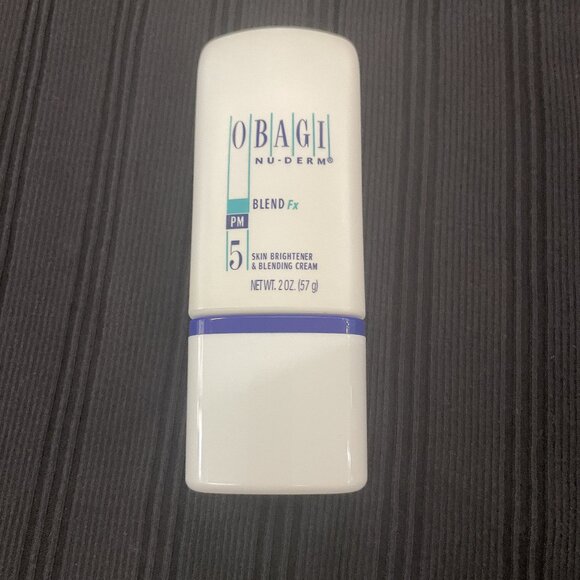 OBAGI
NU-DERM®
BLEND Fx
PM
5 SKIN BRIGHTENER
& BLENDING CREAM
NET WT. 2 OZ. (57 g)